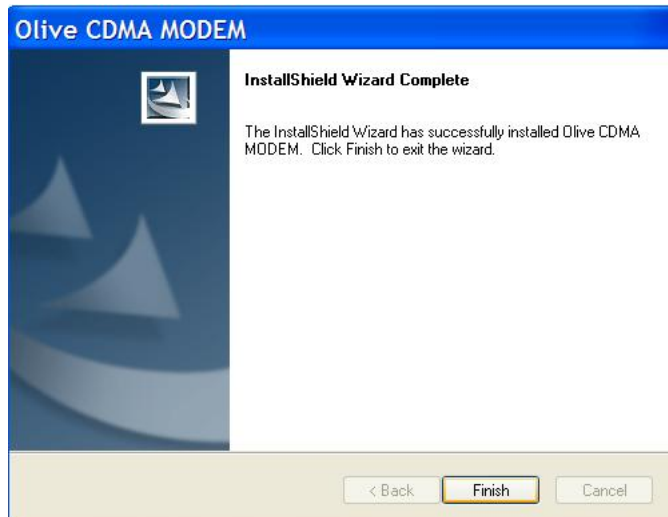 Olive CDMA MODEM
InstallShield Wizard Complete
The InstallShield Wizard has successfully installed Olive CDMA
MODEM. Click Finish to exit the wizard.
< Back Finish Cancel